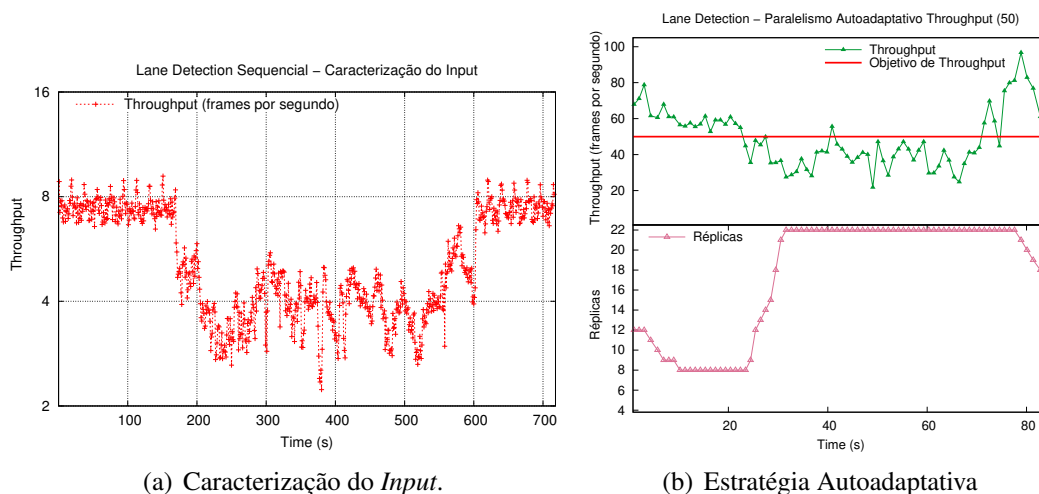 Lane Detection Sequencial – Caracterização do Input
16
8
4
2
Throughput
Throughput (frames por segundo)
100
200
300
400
500
600
700
Time (s)
(a) Caracterização do Input.
Lane Detection – Paralelismo Autoadaptativo Throughput (50)
100
80
60
40
20
Throughput (frames por segundo)
Throughput
Objetivo de Throughput
22
20
18
16
14
12
10
8
6
4
Réplicas
Réplicas
20
40
60
80
Time (s)
(b) Estratégia Autoadaptativa